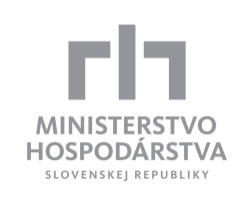 MINISTERSTVO
HOSPODÁRSTVA
SLOVENSKEJ REPUBLIKY